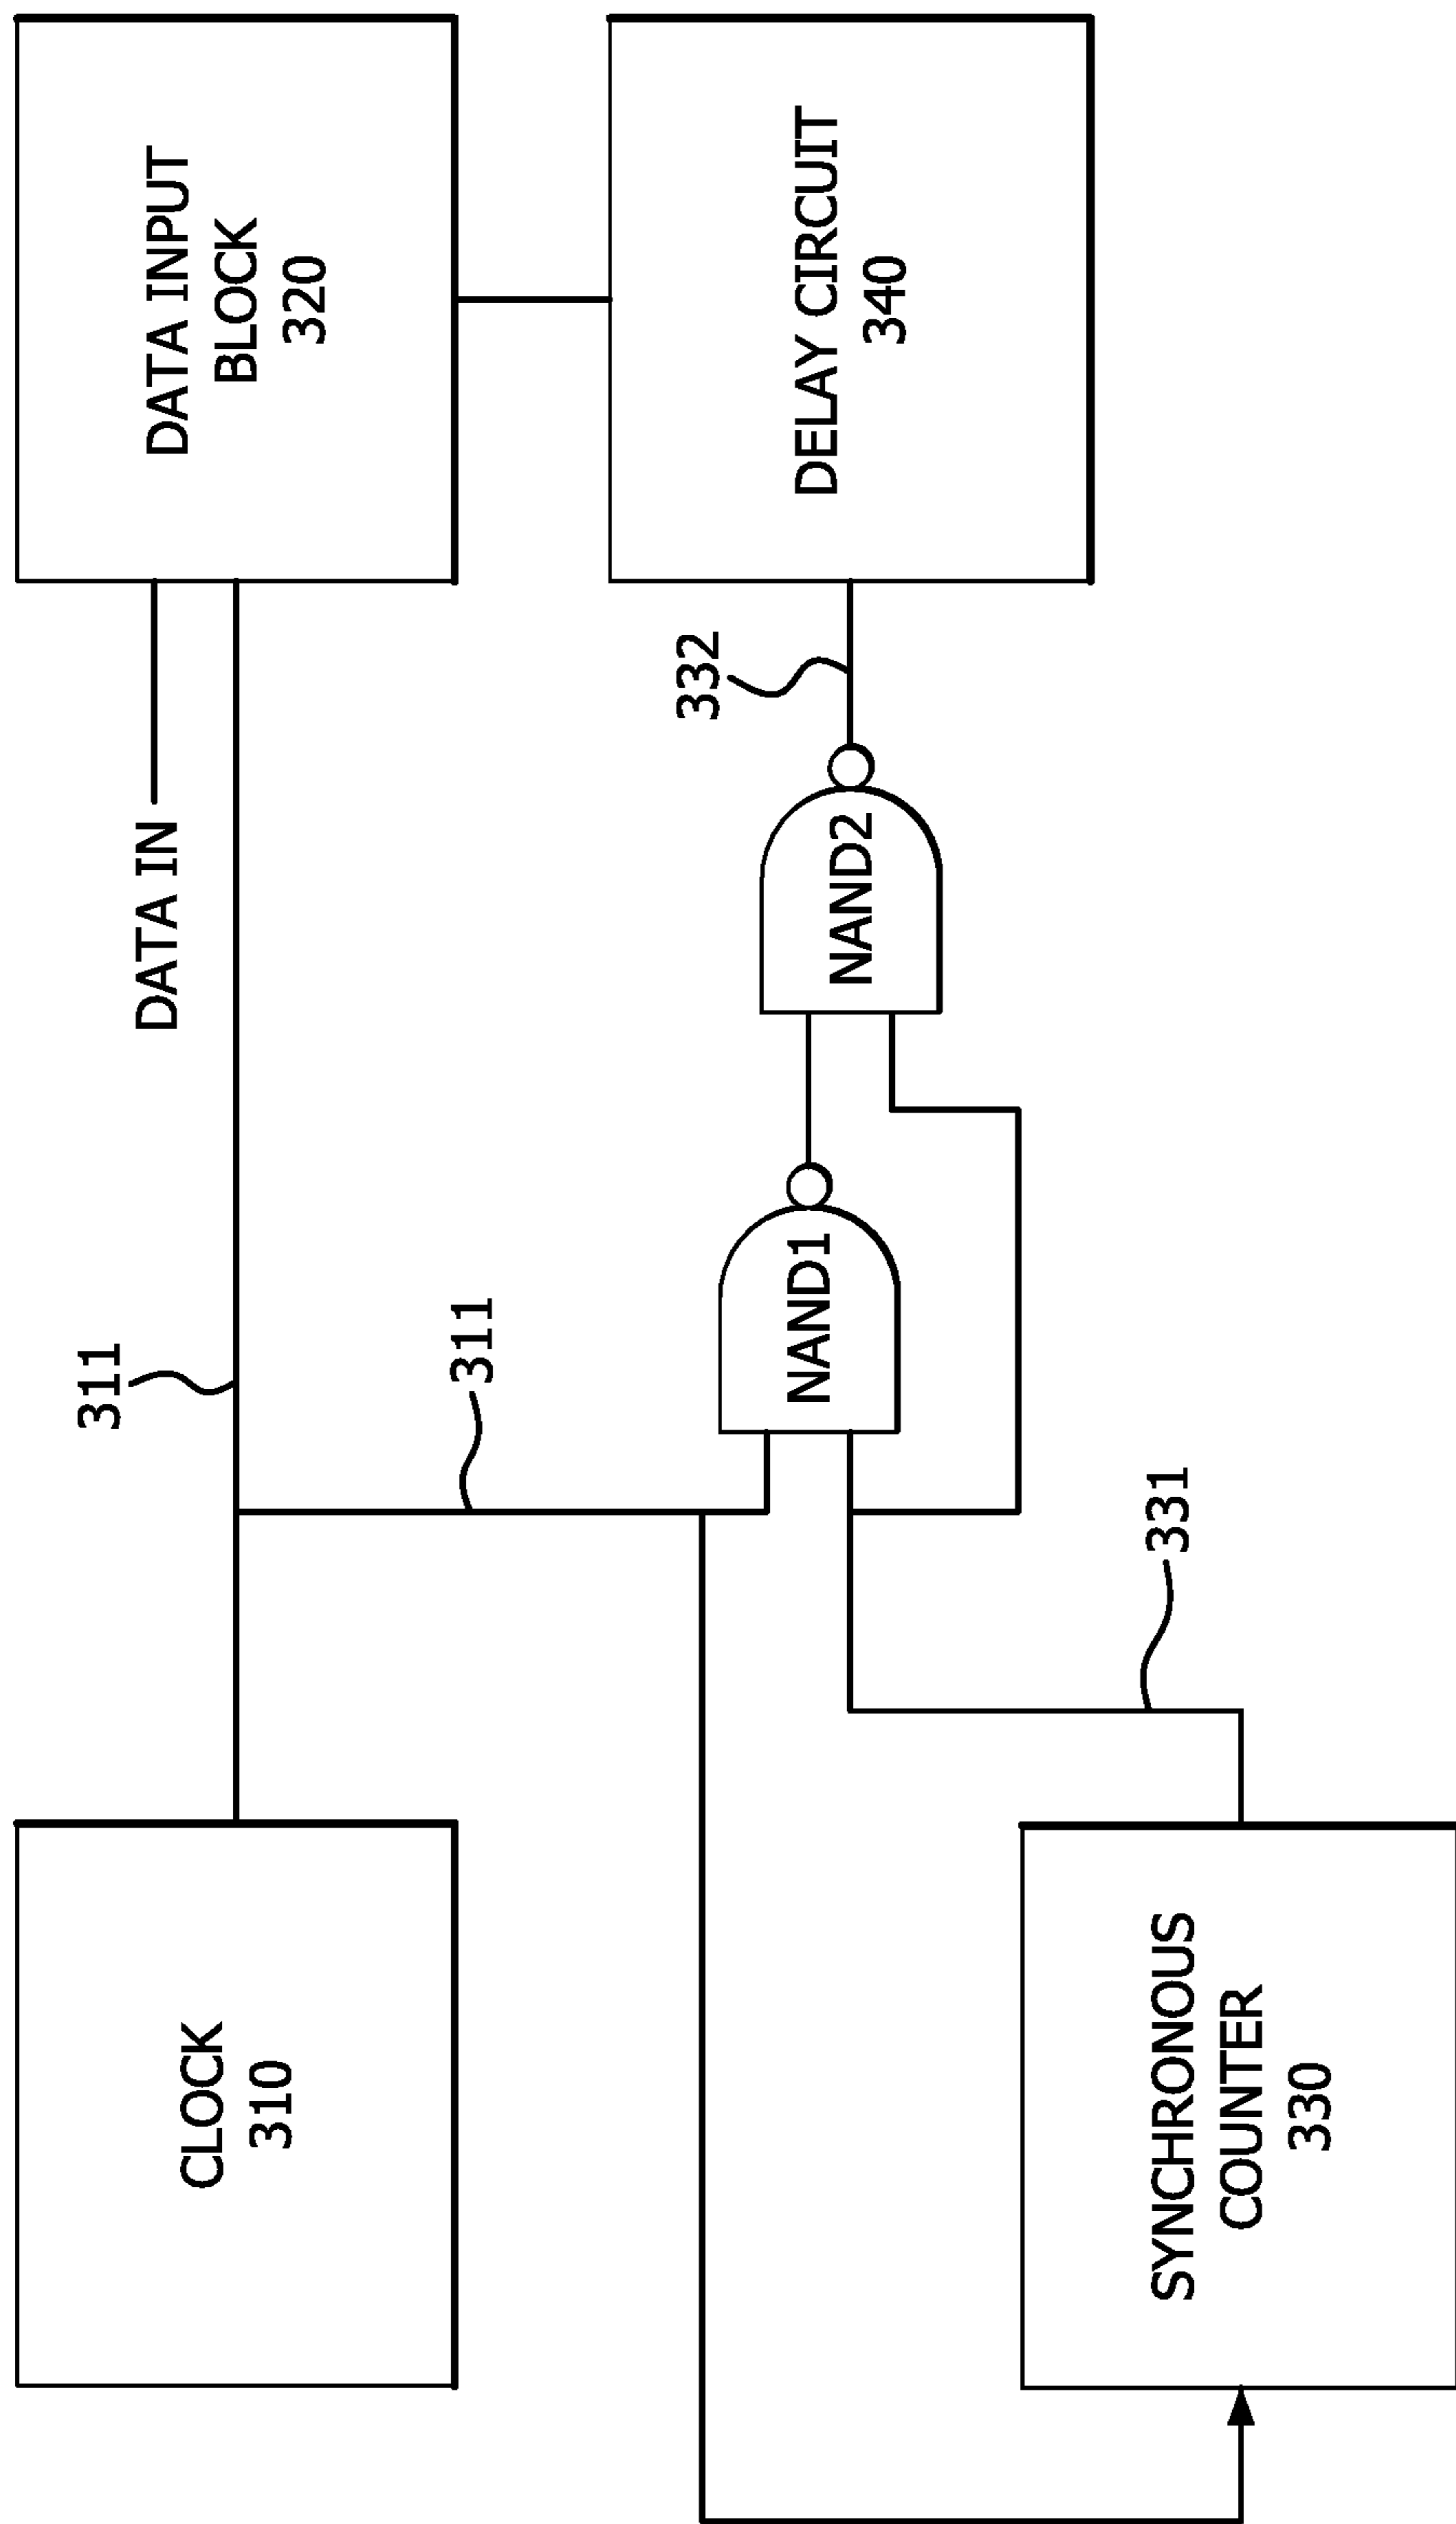 CLOCK
310
311
DATA IN
DATA INPUT
BLOCK
320
311
NAND1
NAND2
332
DELAY CIRCUIT
340
SYNCHRONOUS
COUNTER
330
331